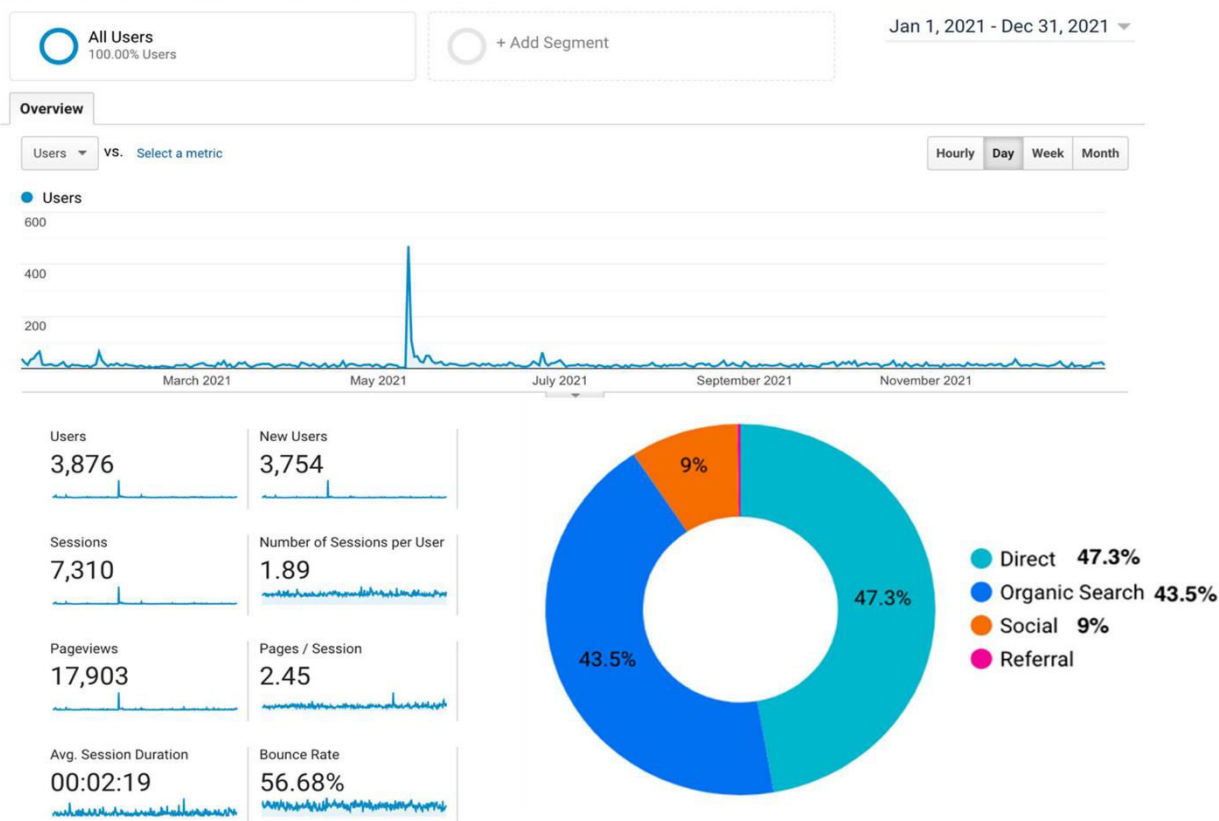 All Users
100.00% Users
+ Add Segment
Jan 1, 2021 - Dec 31, 2021
Overview
Users
VS.
Select a metric
Hourly
Day
Week
Month
Users
600
400
200
March 2021
May 2021
July 2021
September 2021
November 2021
Users
3,876
New Users
3,754
Sessions
7,310
Number of Sessions per User
1.89
Pageviews
17,903
Pages / Session
2.45
Avg. Session Duration
00:02:19
Bounce Rate
56.68%
9%
47.3%
43.5%
Direct 47.3%
Organic Search 43.5%
Social 9%
Referral